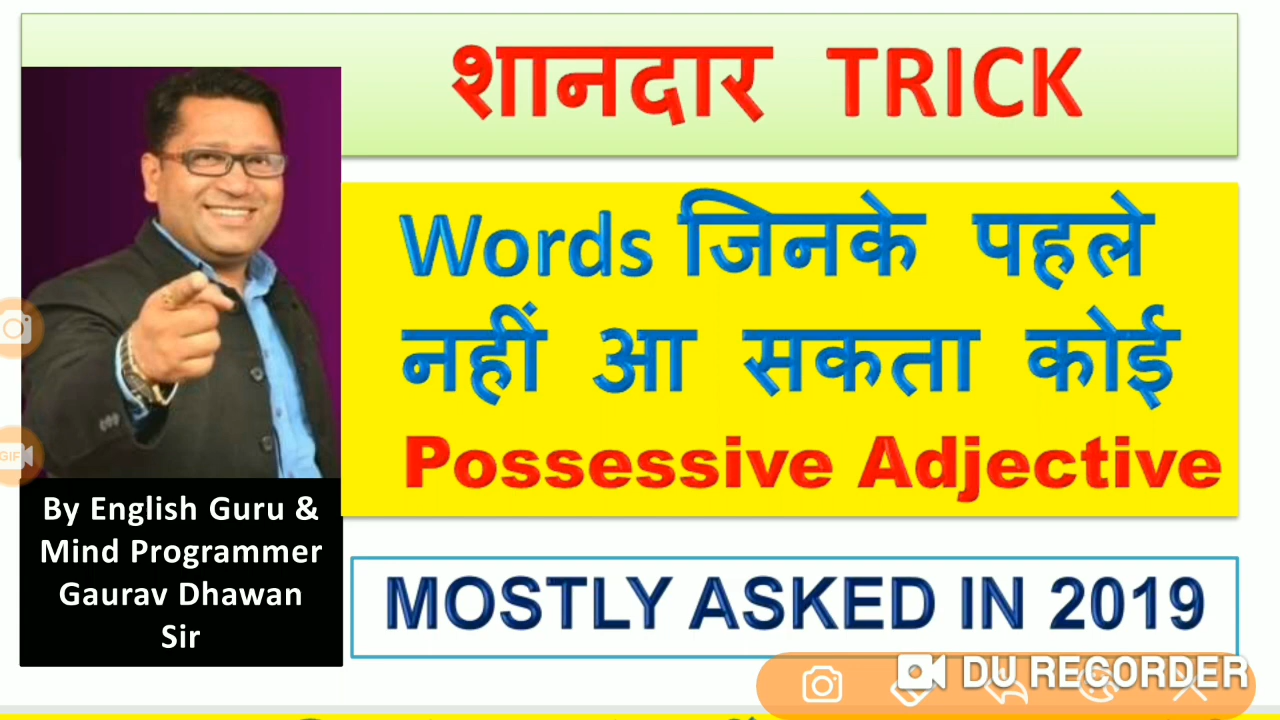 शानदार TRICK
Words जिनके पहले
नहीं आ सकता कोई
Possessive Adjective
By English Guru &
Mind Programmer
Gaurav Dhawan
Sir
MOSTLY ASKED IN 2019
GIF
DU RECORDER